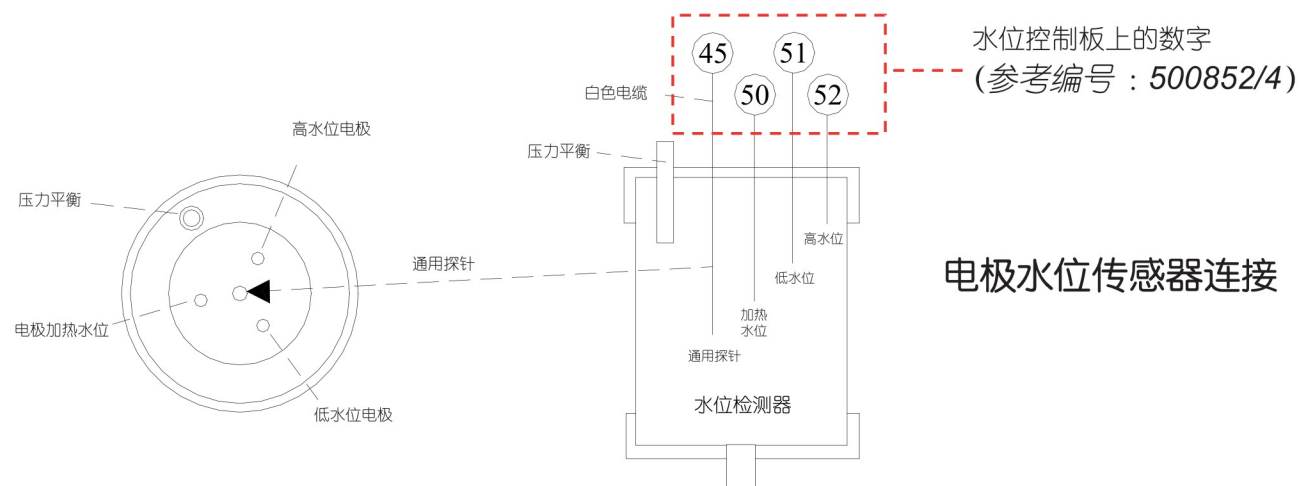 水位控制板上的数字
(参考编号：500852/4)
45
51
50
52
白色电缆
压力平衡
高水位电极
压力平衡
通用探针
电极加热水位
低水位电极
高水位
低水位
加热
水位
通用探针
水位检测器
电极水位传感器连接